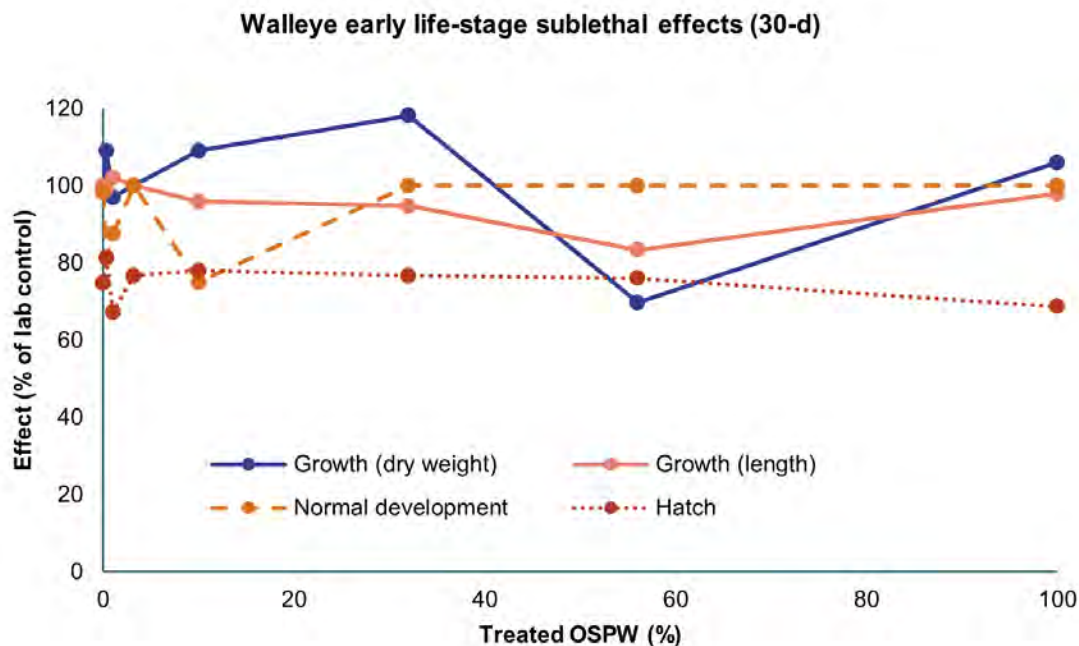 Walleye early life-stage sublethal effects (30-d)
120
100
80
60
40
20
0
Effect (% of lab control)
Growth (dry weight)
Growth (length)
Normal development
Hatch
0
20
40
60
80
100
Treated OSPW (%)